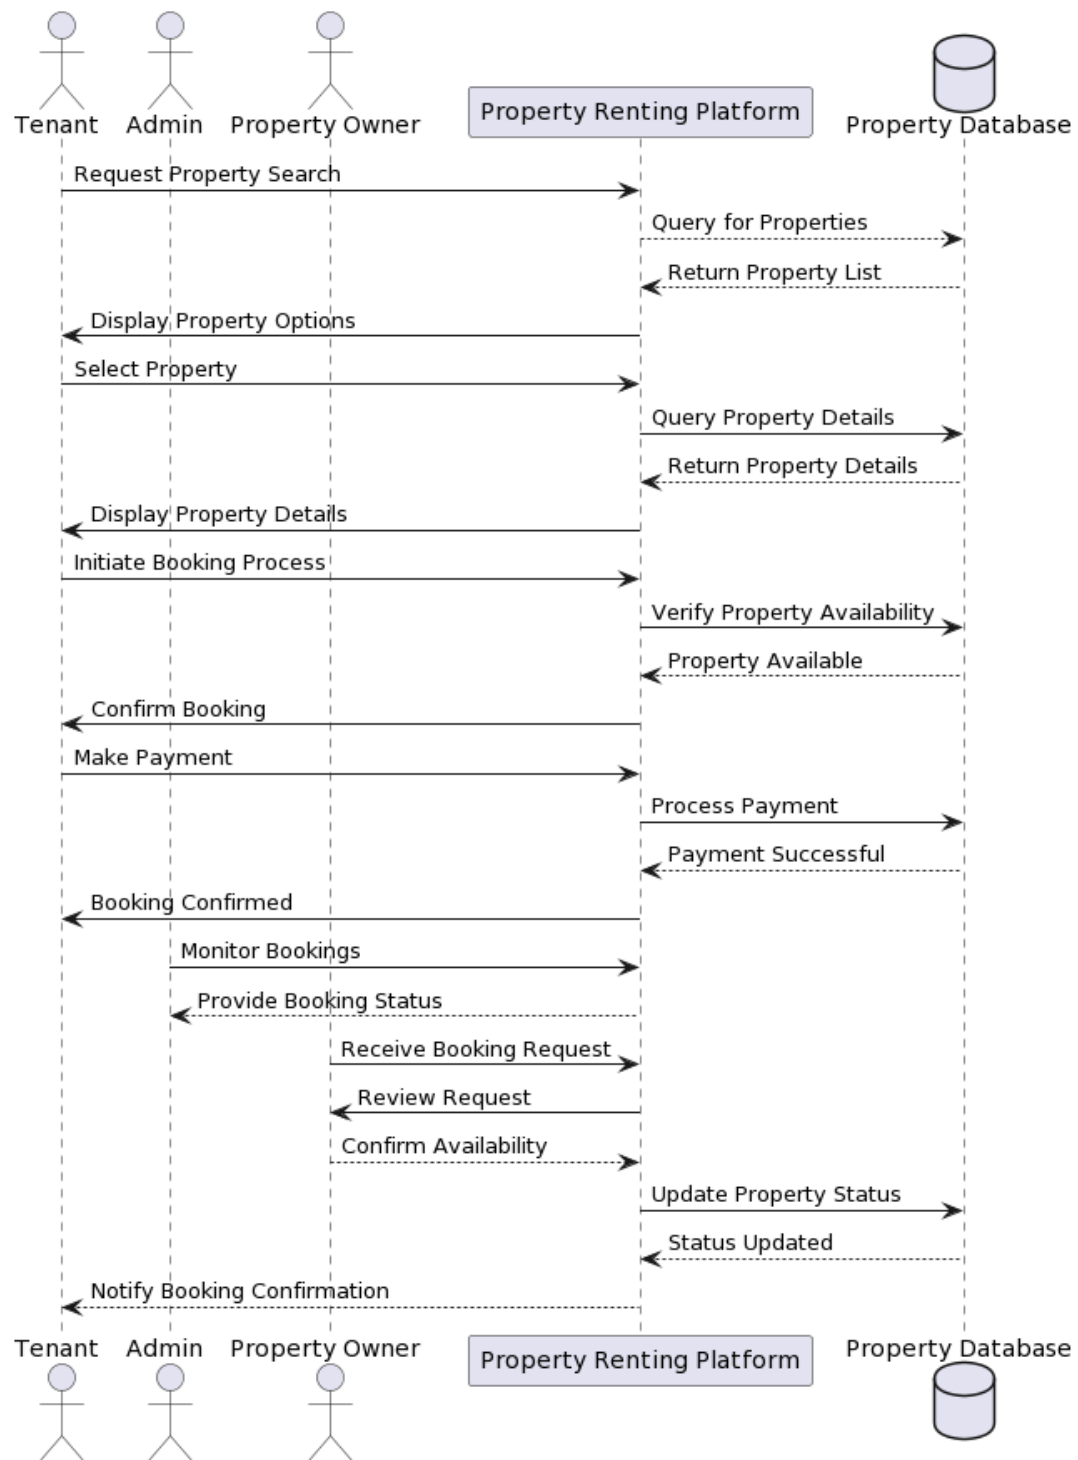 Tenant
Admin
Property Owner
Property Renting Platform
Property Database
Request Property Search
Query for Properties
Return Property List
Display Property Options
Select Property
Query Property Details
Return Property Details
Display Property Details
Initiate Booking Process
Verify Property Availability
Property Available
Confirm Booking
Make Payment
Process Payment
Payment Successful
Booking Confirmed
Monitor Bookings
Provide Booking Status
Receive Booking Request
Review Request
Confirm Availability
Update Property Status
Status Updated
Notify Booking Confirmation
Tenant
Admin
Property Owner
Property Renting Platform
Property Database